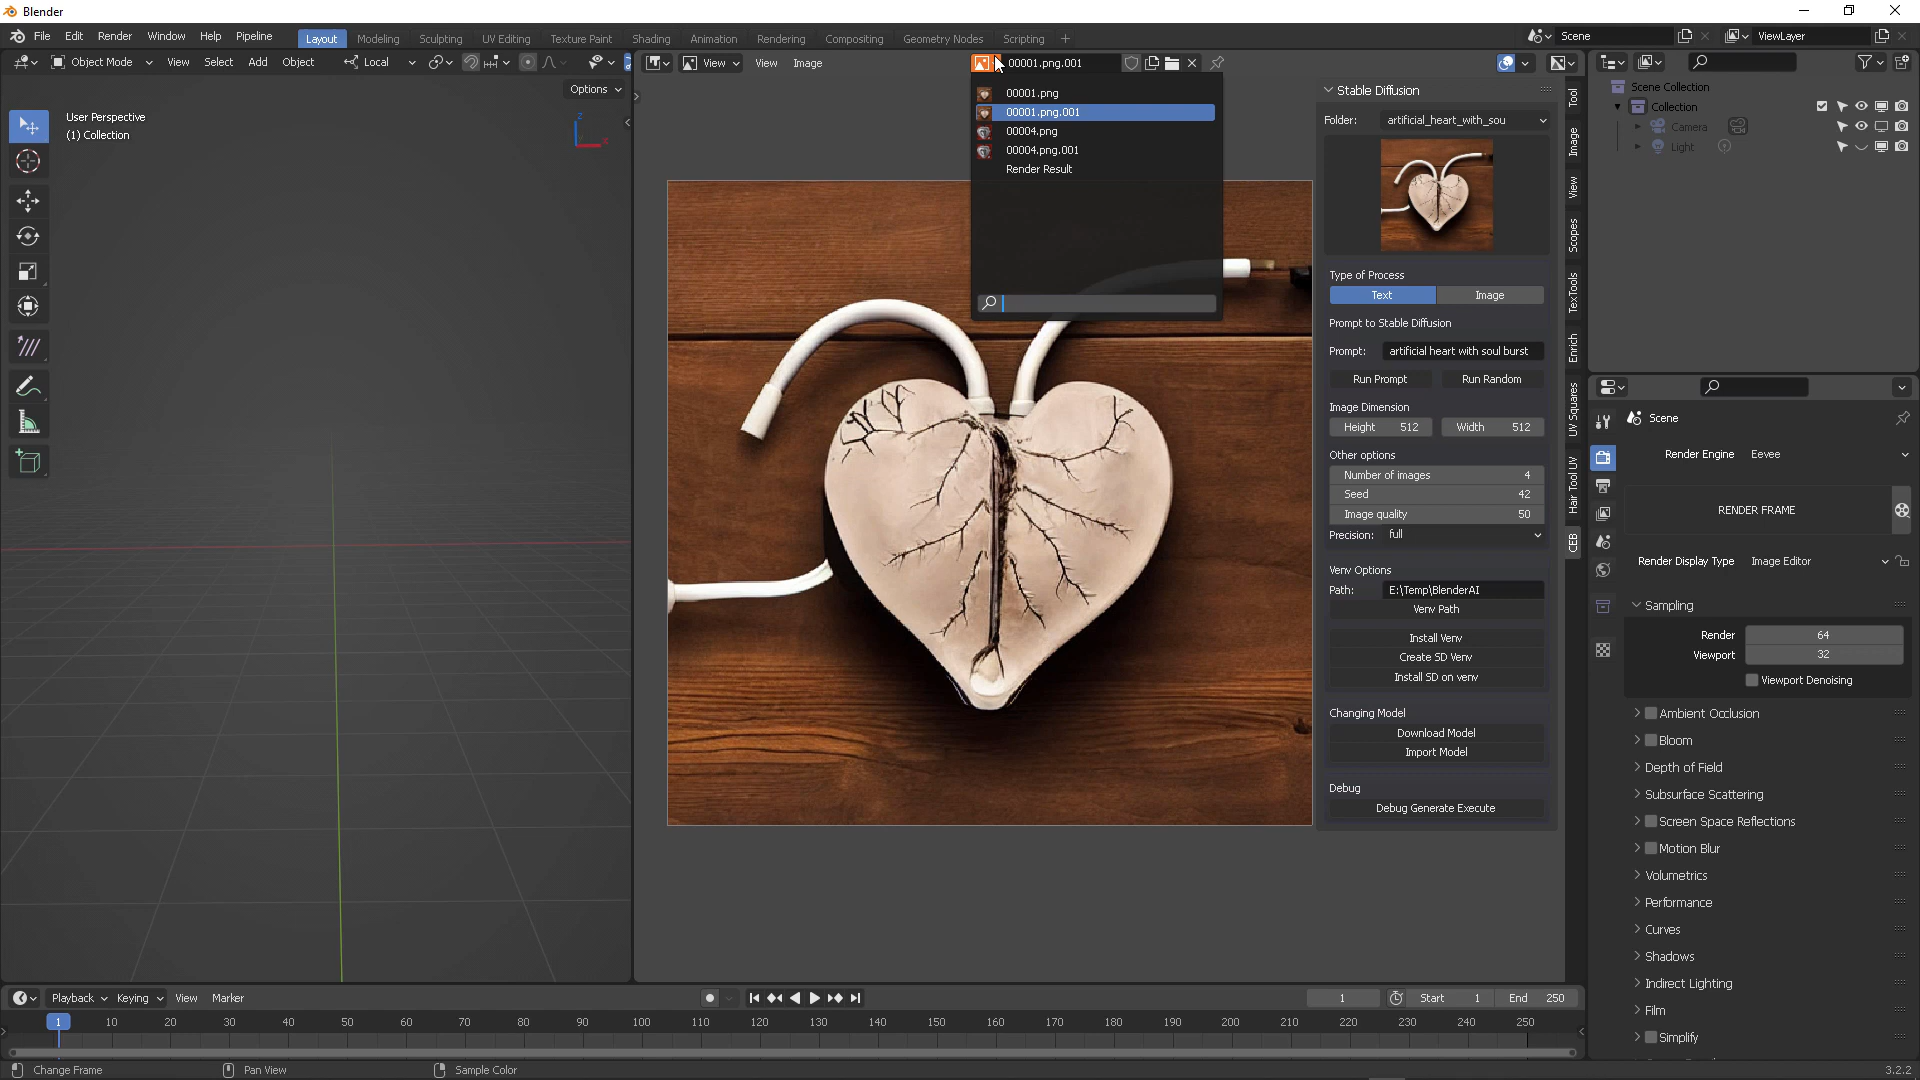 Blender
File Edit Render Window Help Pipeline Layout Modeling Sculpting UV Editing Texture Paint Shading Animation Rendering Compositing Geometry Nodes Scripting + Scene ViewLayer
Object Mode View Select Add Object Local View View Image 00001.png.001
Options
User Perspective
(1) Collection
Z
X
00001.png
00001.png.001
00004.png
00004.png.001
Render Result
Stable Diffusion
Folder: artificial_heart_with_sou
Type of Process
Text Image
Prompt to Stable Diffusion
Prompt: artificial heart with soul burst
Run Prompt Run Random
Image Dimension
Height 512 Width 512
Other options
Number of images 4
Seed 42
Image quality 50
Precision: full
Venv Options
Path: E:\Temp\BlenderAI
Venv Path
Install Venv
Create SD Venv
Install SD on venv
Changing Model
Download Model
Import Model
Debug
Debug Generate Execute
Tool
Image
View
Scopes
TexTools
Enrich
UV Squares
Hair Tool UV
CEB
Scene Collection
Collection
Camera
Light
Scene
Render Engine Eevee
RENDER FRAME
Render Display Type Image Editor
Sampling
Render 64
Viewport 32
Viewport Denoising
Ambient Occlusion
Bloom
Depth of Field
Subsurface Scattering
Screen Space Reflections
Motion Blur
Volumetrics
Performance
Curves
Shadows
Indirect Lighting
Film
Simplify
Playback Keying View Marker 1 Start 1 End 250
1 10 20 30 40 50 60 70 80 90 100 110 120 130 140 150 160 170 180 190 200 210 220 230 240 250
Change Frame Pan View Sample Color 3.2.2